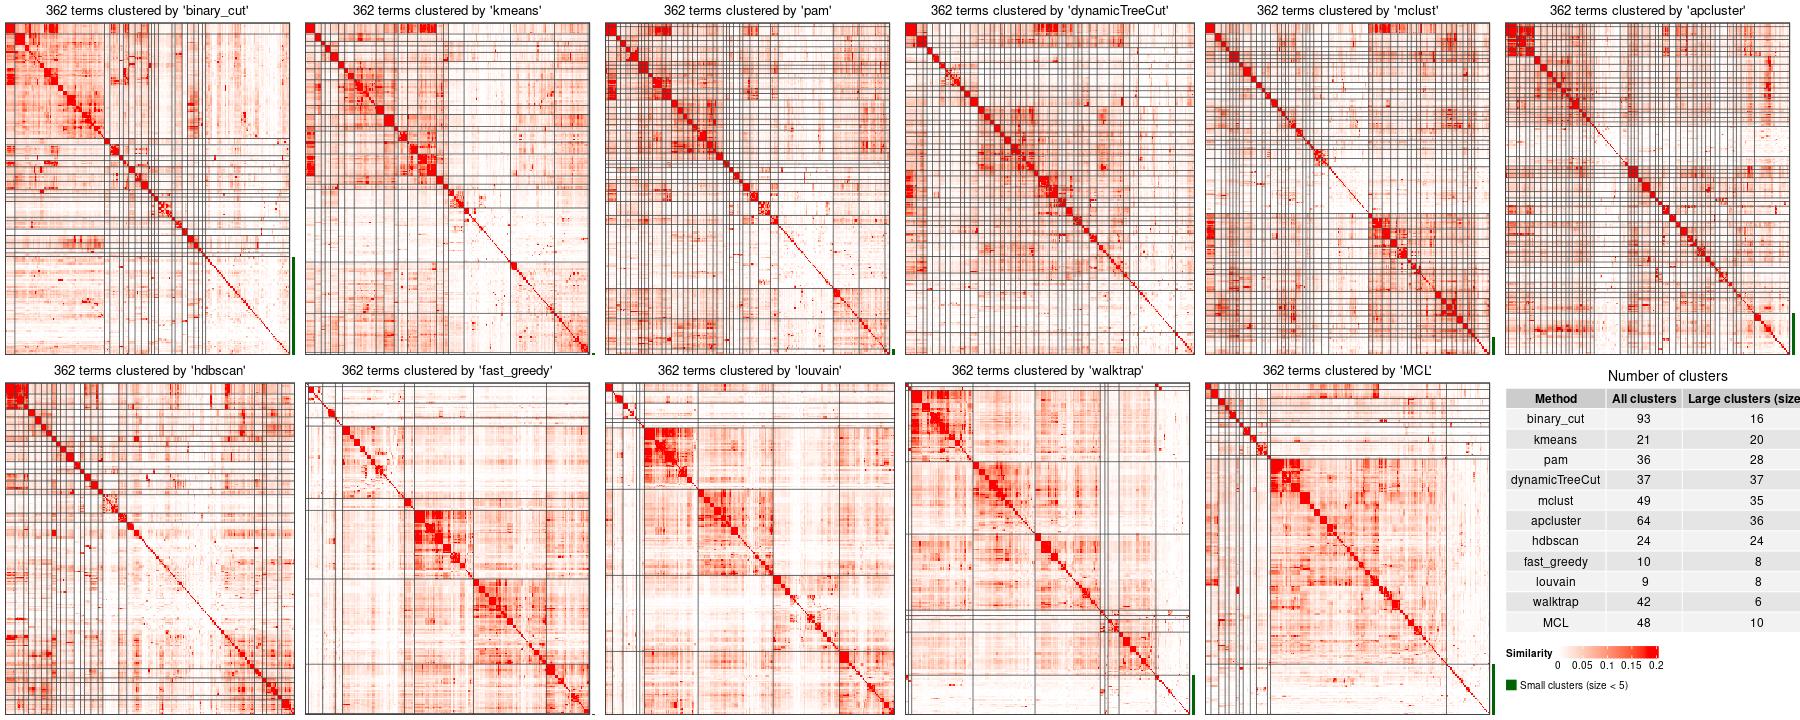 362 terms clustered by 'binary_cut'
362 terms clustered by 'kmeans'
362 terms clustered by 'pam'
362 terms clustered by 'dynamicTreeCut'
362 terms clustered by 'mclust'
362 terms clustered by 'apcluster'
362 terms clustered by 'hdbscan'
362 terms clustered by 'fast_greedy'
362 terms clustered by 'louvain'
362 terms clustered by 'walktrap'
362 terms clustered by 'MCL'
Number of clusters
Method All clusters Large clusters (size
binary_cut 93 16
kmeans 21 20
pam 36 28
dynamicTreeCut 37 37
mclust 49 35
apcluster 64 36
hdbscan 24 24
fast_greedy 10 8
louvain 9 8
walktrap 42 6
MCL 48 10
Similarity
0 0.05 0.1 0.15 0.2
Small clusters (size < 5)